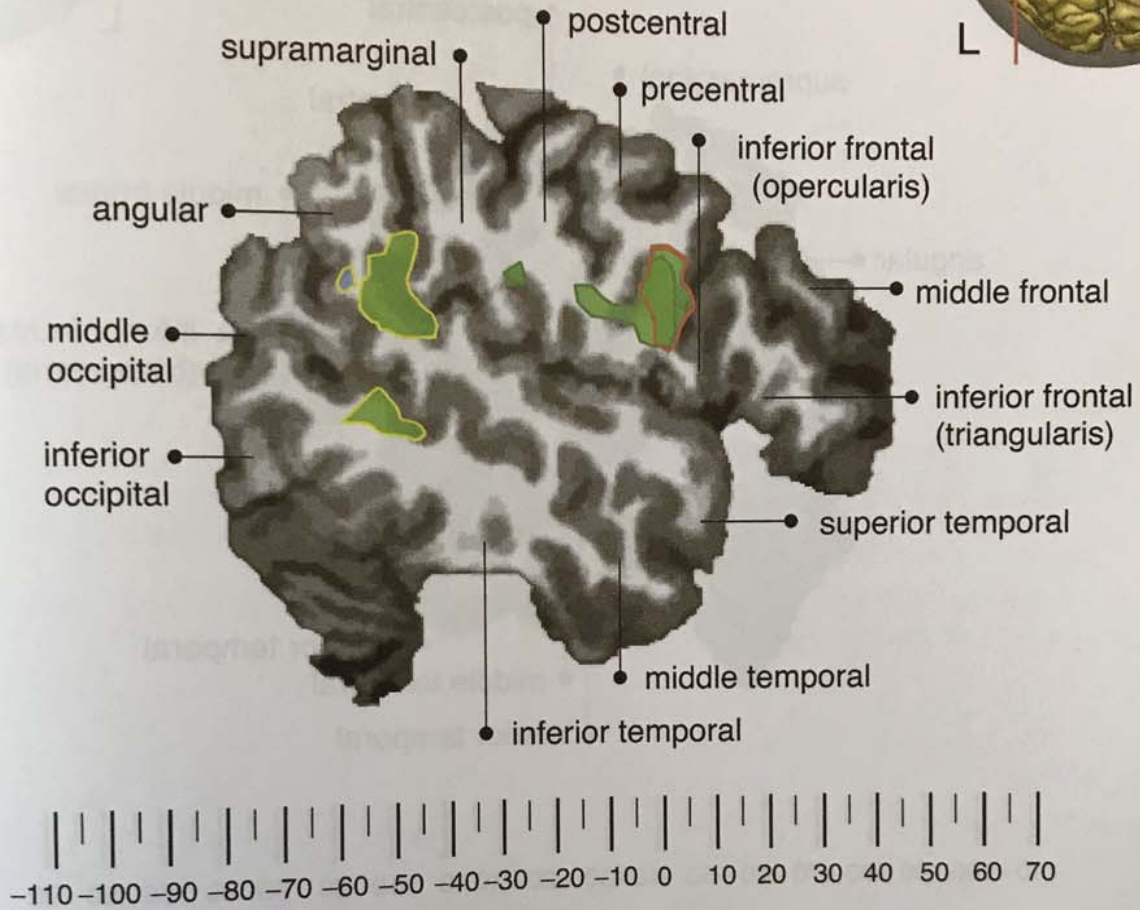 postcentral
supramarginal
L
precentral
inferior frontal
(opercularis)
angular
middle frontal
middle
occipital
inferior frontal
(triangularis)
inferior
occipital
superior temporal
middle temporal
inferior temporal
−110 −100 −90 −80 −70 −60 −50 −40 −30 −20 −10 0 10 20 30 40 50 60 70